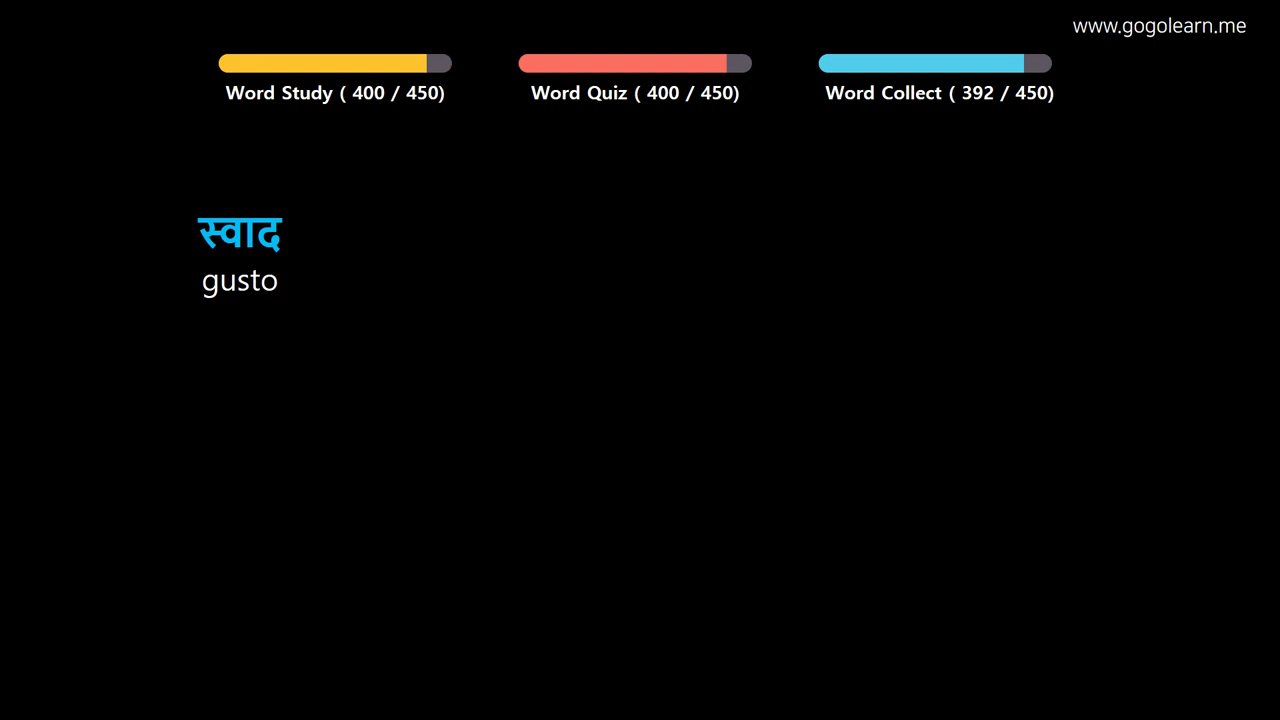 www.gogolearn.me
Word Study ( 400 / 450)
Word Quiz ( 400 / 450)
Word Collect ( 392 / 450)
स्वाद
gusto